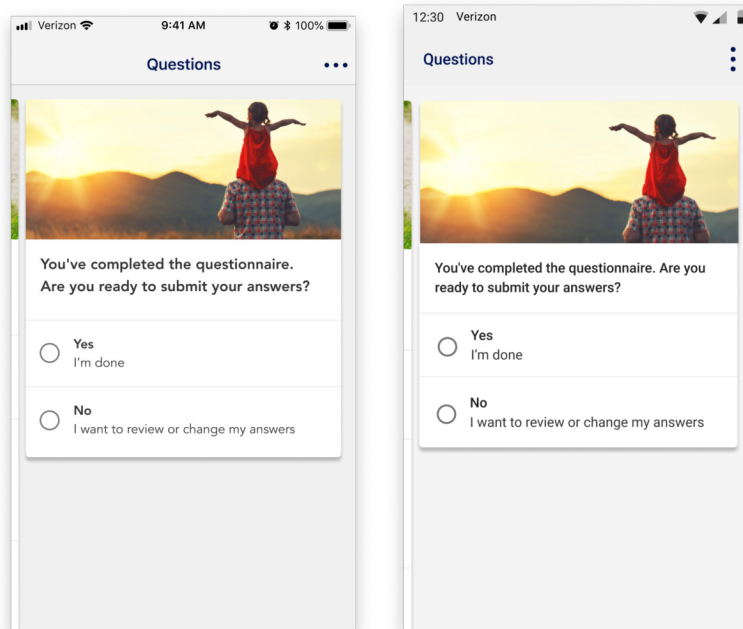 Verizon 9:41 AM 100%
Questions
You've completed the questionnaire.
Are you ready to submit your answers?
Yes
I'm done
No
I want to review or change my answers
12:30 Verizon
Questions
You've completed the questionnaire. Are you
ready to submit your answers?
Yes
I'm done
No
I want to review or change my answers